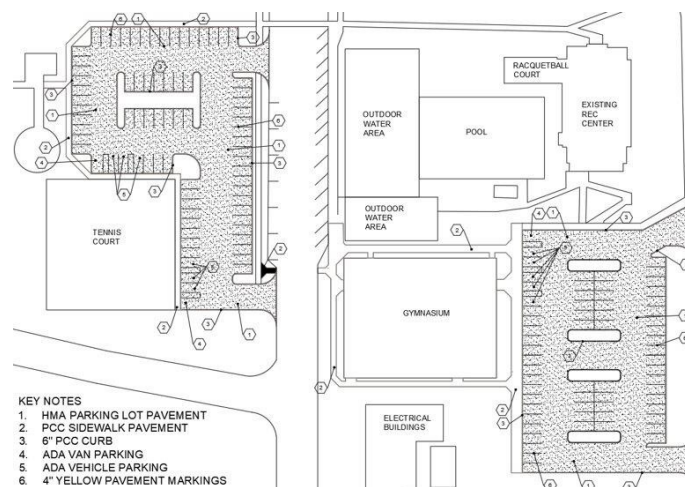 RACQUETBALL
COURT
EXISTING
REC
CENTER
OUTDOOR
WATER
AREA
POOL
OUTDOOR
WATER
AREA
TENNIS
COURT
GYMNASIUM
ELECTRICAL
BUILDINGS
KEY NOTES
1. HMA PARKING LOT PAVEMENT
2. PCC SIDEWALK PAVEMENT
3. 6" PCC CURB
4. ADA VAN PARKING
5. ADA VEHICLE PARKING
6. 4" YELLOW PAVEMENT MARKINGS